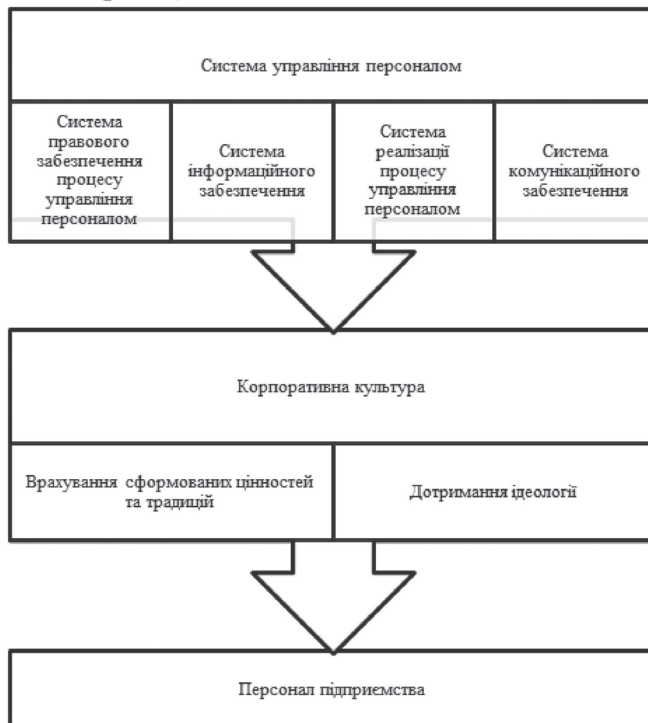 Система управління персоналом
Система
правового
забезпечення
процесу
управління
персоналом
Система
інформаційного
забезпечення
Система
реалізації
процесу
управління
персоналом
Система
комунікаційного
забезпечення
Корпоративна культура
Врахування сформованих цінностей
та традицій
Дотримання ідеології
Персонал підприємства